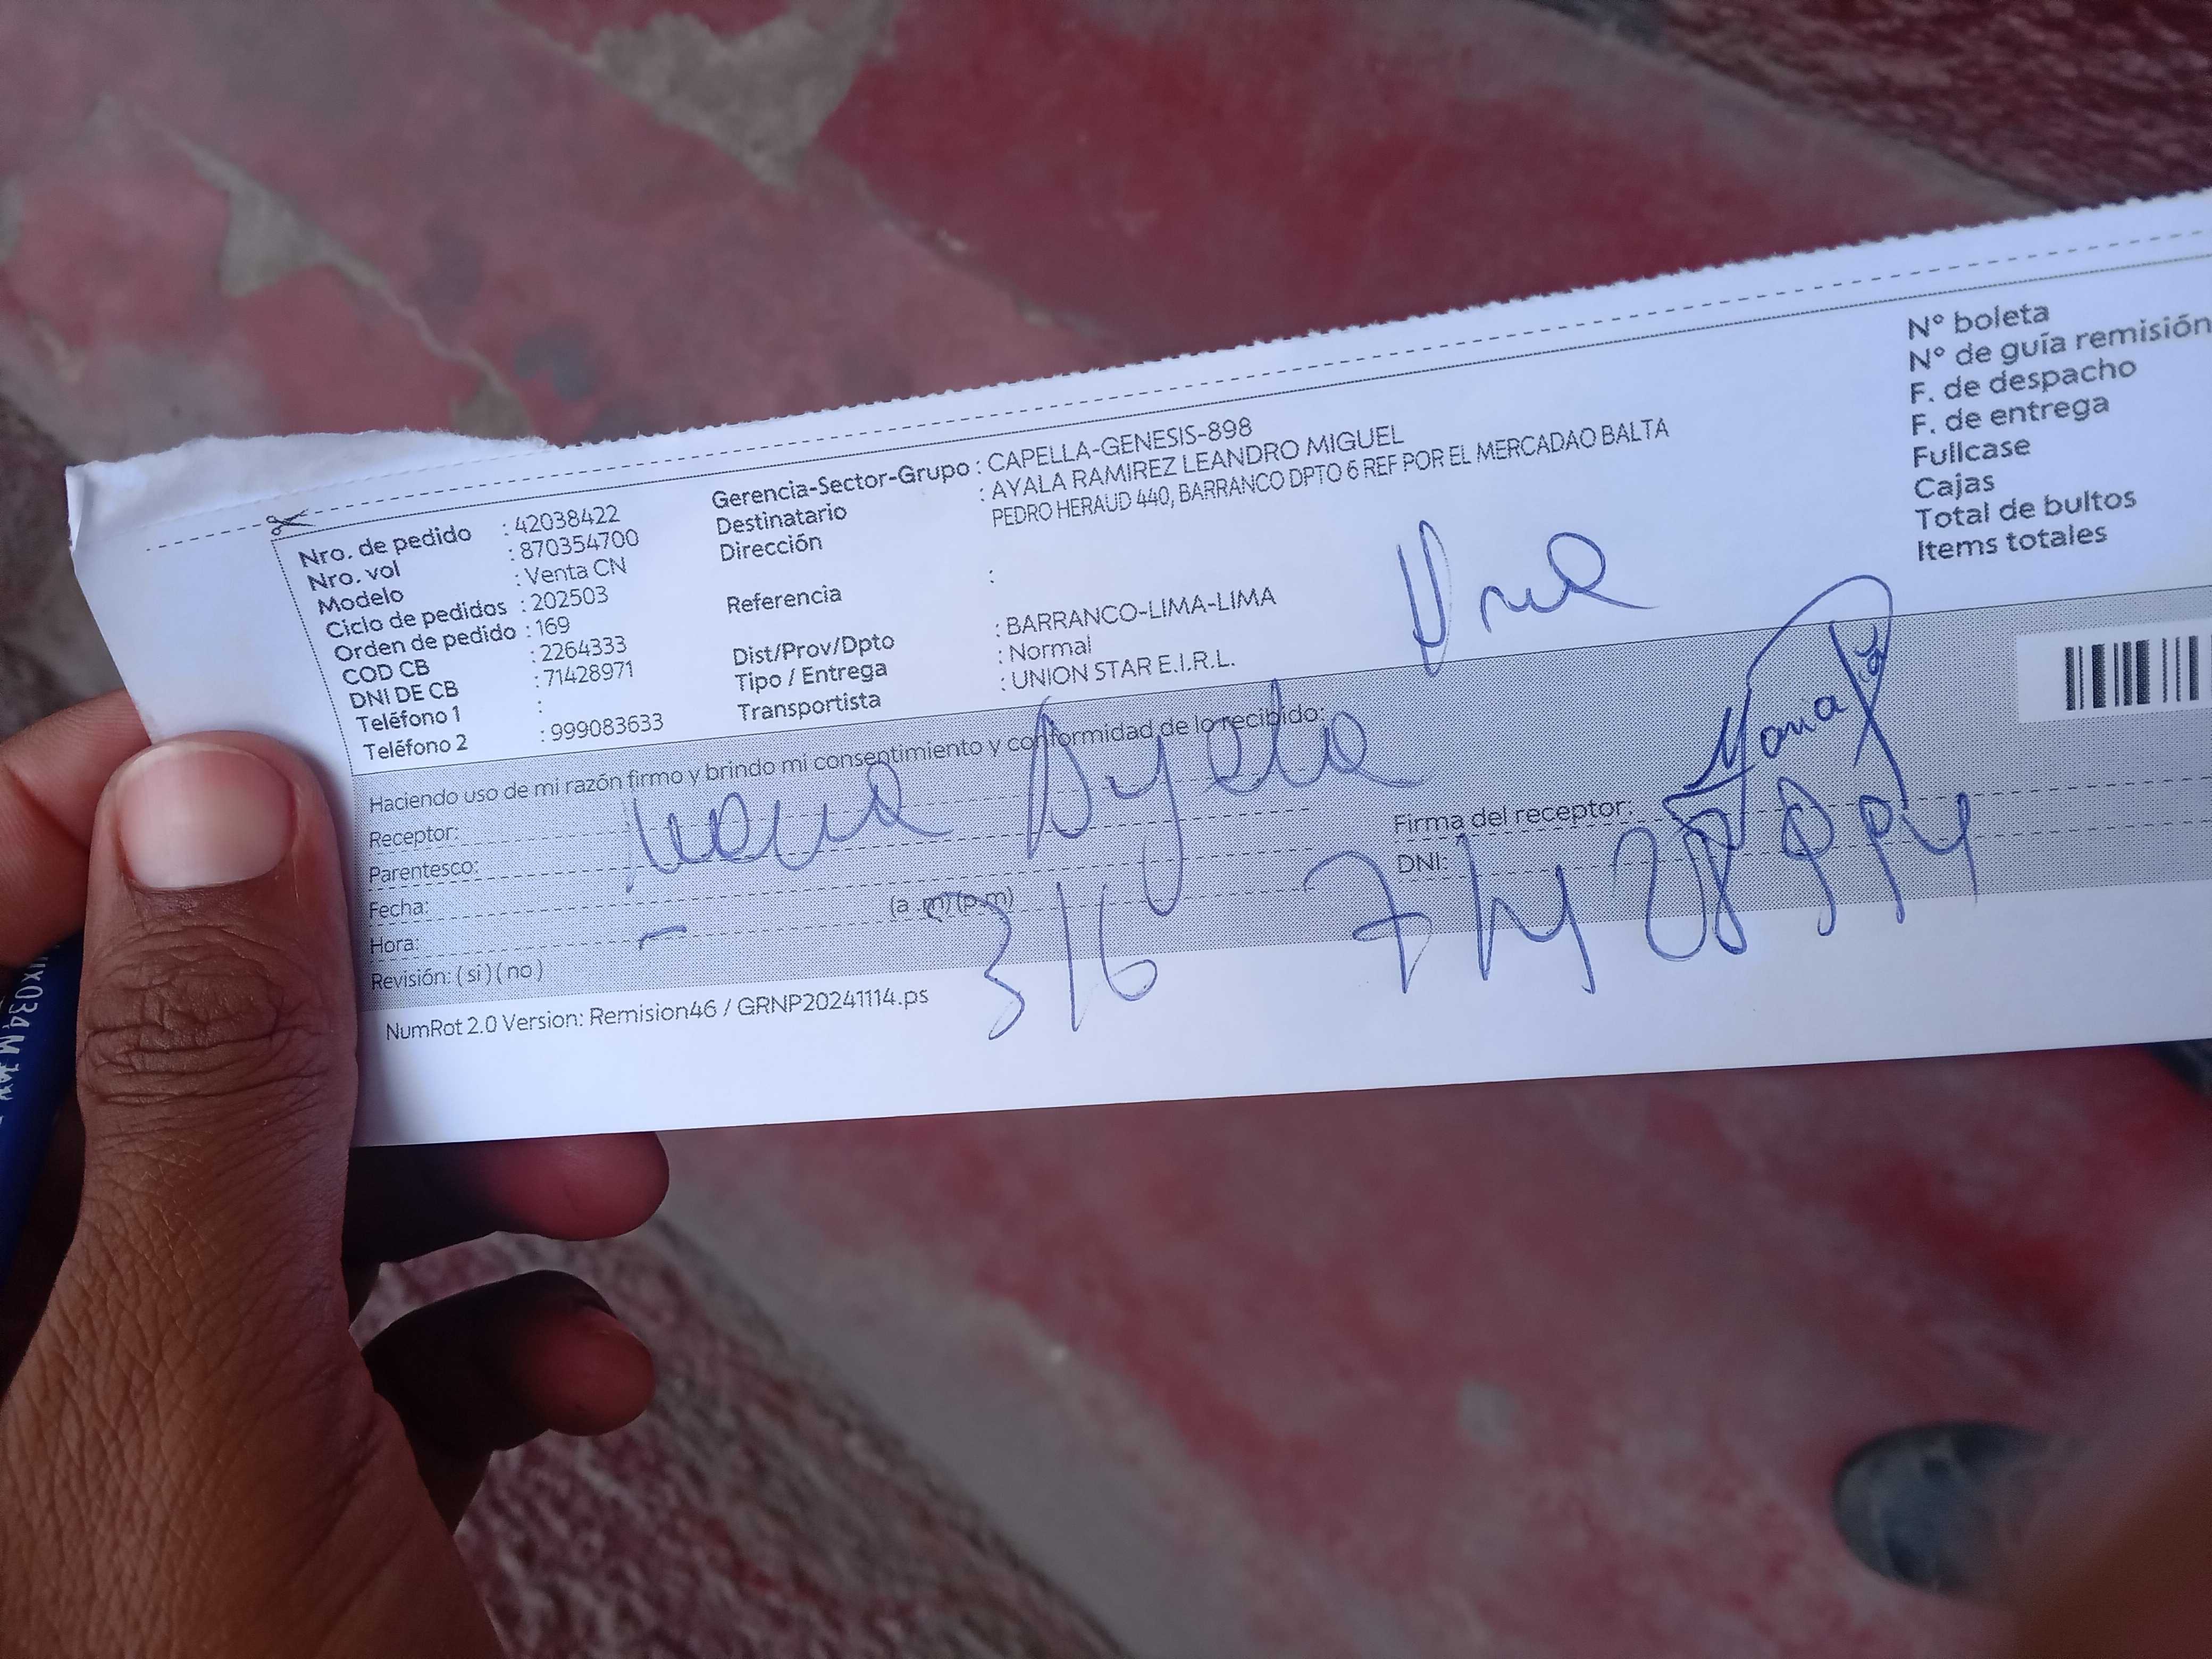 Nro. de pedido : 42038422
Nro. vol : 870354700
Modelo : Venta CN
Ciclo de pedidos : 202503
Orden de pedido : 169
COD CB : 2264333
DNI DE CB : 71428971
Teléfono 1 :
Teléfono 2 : 999083633
Gerencia-Sector-Grupo : CAPELLA-GENESIS-898
Destinatario : AYALA RAMIREZ LEANDRO MIGUEL
Dirección PEDRO HERAUD 440, BARRANCO DPTO 6 REF POR EL MERCADAO BALTA
Referencia :
Dist/Prov/Dpto : BARRANCO-LIMA-LIMA
Tipo / Entrega : Normal
Transportista : UNION STAR E.I.R.L.
N° boleta
N° de guía remisión
F. de despacho
F. de entrega
Fullcase
Cajas
Total de bultos
Items totales
Haciendo uso de mi razón firmo y brindo mi consentimiento y conformidad de lo recibido:
Receptor: Ayala
Parentesco:
Fecha:
Hora: (a.m)(p.m)
Revisión: (si)(no)
Firma del receptor: Maria
DNI:
316
NumRot 2.0 Version: Remision46 / GRNP20241114.ps